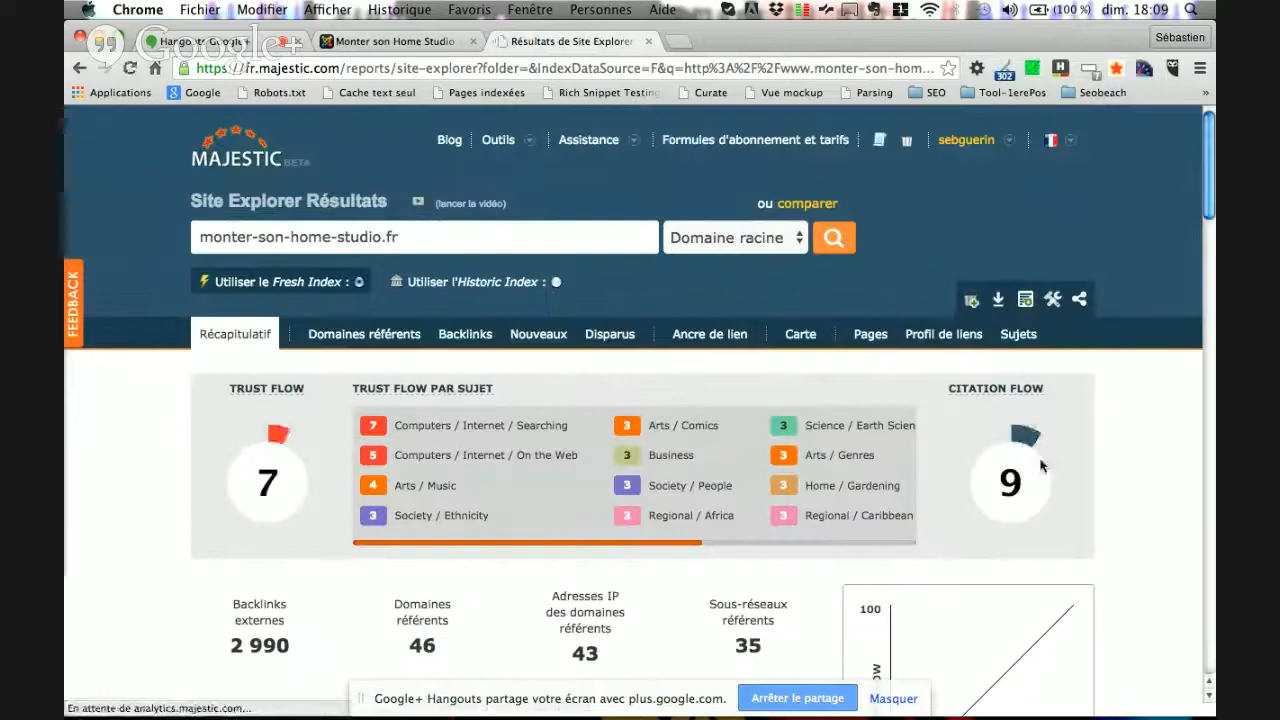 Chrome Fichier Modifier Afficher Historique Favoris Fenêtre Personnes Aide (100 %) dim. 18:09
Google+
Hangouts Google+ Monter son Home Studio Résultats de Site Explorer Sébastien
https://fr.majestic.com/reports/site-explorer?folder=&IndexDataSource=F&q=http%3A%2F%2Fwww.monter-son-hom... 302
Applications Google Robots.txt Cache text seul Pages indexées Rich Snippet Testing Curate Vue mockup Parsing SEO Tool-1erePos Seobeach »
MAJESTIC BETA
Blog Outils Assistance Formules d'abonnement et tarifs sebguerin
Site Explorer Résultats (lancer la vidéo) ou comparer
monter-son-home-studio.fr Domaine racine
Utiliser le Fresh Index : Utiliser l'Historic Index :
FEEDBACK
Récapitulatif Domaines référents Backlinks Nouveaux Disparus Ancre de lien Carte Pages Profil de liens Sujets
TRUST FLOW TRUST FLOW PAR SUJET CITATION FLOW
7 Computers / Internet / Searching 3 Arts / Comics 3 Science / Earth Scien
5 Computers / Internet / On the Web 3 Business 3 Arts / Genres
7 4 Arts / Music 3 Society / People 3 Home / Gardening 9
3 Society / Ethnicity 3 Regional / Africa 3 Regional / Caribbean
Backlinks externes
2 990
Domaines référents
46
Adresses IP
des domaines
référents
43
Sous-réseaux
référents
35
100
Google+ Hangouts partage votre écran avec plus.google.com. Arrêter le partage Masquer
En attente de analytics.majestic.com...